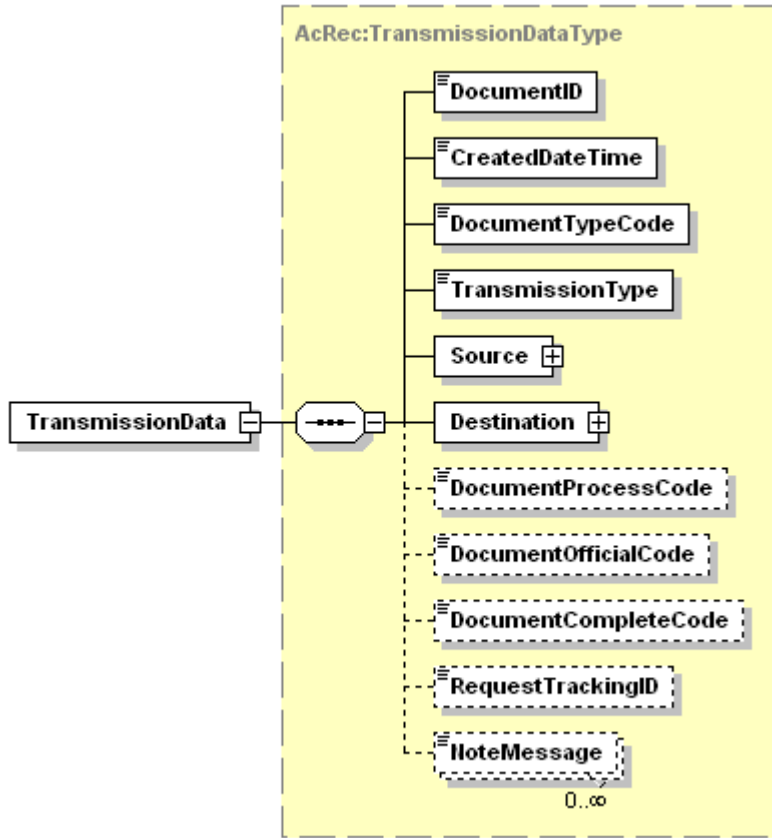 AcRec:TransmissionDataType
DocumentID
CreatedDateTime
DocumentTypeCode
TransmissionType
Source
TransmissionData
Destination
DocumentProcessCode
DocumentOfficialCode
DocumentCompleteCode
RequestTrackingID
NoteMessage
0..∞